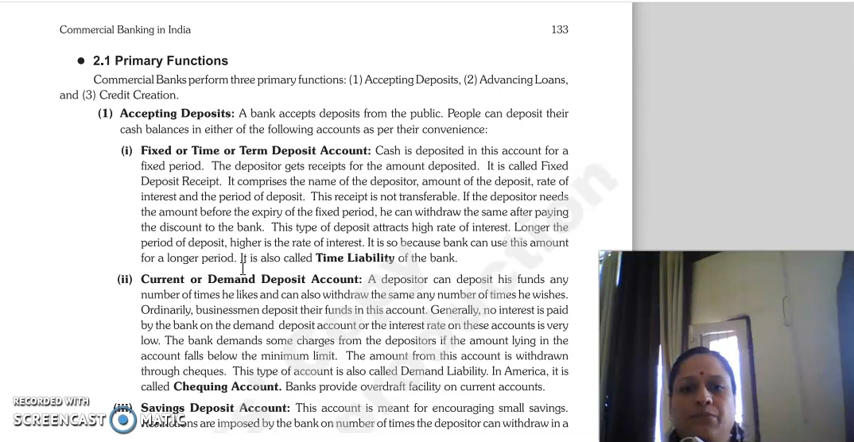 Commercial Banking in India 133
● 2.1 Primary Functions
Commercial Banks perform three primary functions: (1) Accepting Deposits, (2) Advancing Loans,
and (3) Credit Creation.
(1) Accepting Deposits: A bank accepts deposits from the public. People can deposit their
cash balances in either of the following accounts as per their convenience:
(i) Fixed or Time or Term Deposit Account: Cash is deposited in this account for a
fixed period. The depositor gets receipts for the amount deposited. It is called Fixed
Deposit Receipt. It comprises the name of the depositor, amount of the deposit, rate of
interest and the period of deposit. This receipt is not transferable. If the depositor needs
the amount before the expiry of the fixed period, he can withdraw the same after paying
the discount to the bank. This type of deposit attracts high rate of interest. Longer the
period of deposit, higher is the rate of interest. It is so because bank can use this amount
for a longer period. It is also called Time Liability of the bank.
(ii) Current or Demand Deposit Account: A depositor can deposit his funds any
number of times he likes and can also withdraw the same any number of times he wishes.
Ordinarily, businessmen deposit their funds in this account. Generally, no interest is paid
by the bank on the demand deposit account or the interest rate on these accounts is very
low. The bank demands some charges from the depositors if the amount lying in the
account falls below the minimum limit. The amount from this account is withdrawn
through cheques. This type of account is also called Demand Liability. In America, it is
called Chequing Account. Banks provide overdraft facility on current accounts.
(iii) Savings Deposit Account: This account is meant for encouraging small savings.
are imposed by the bank on number of times the depositor can withdraw in a
RECORDED WITH
SCREENCAST MATIC